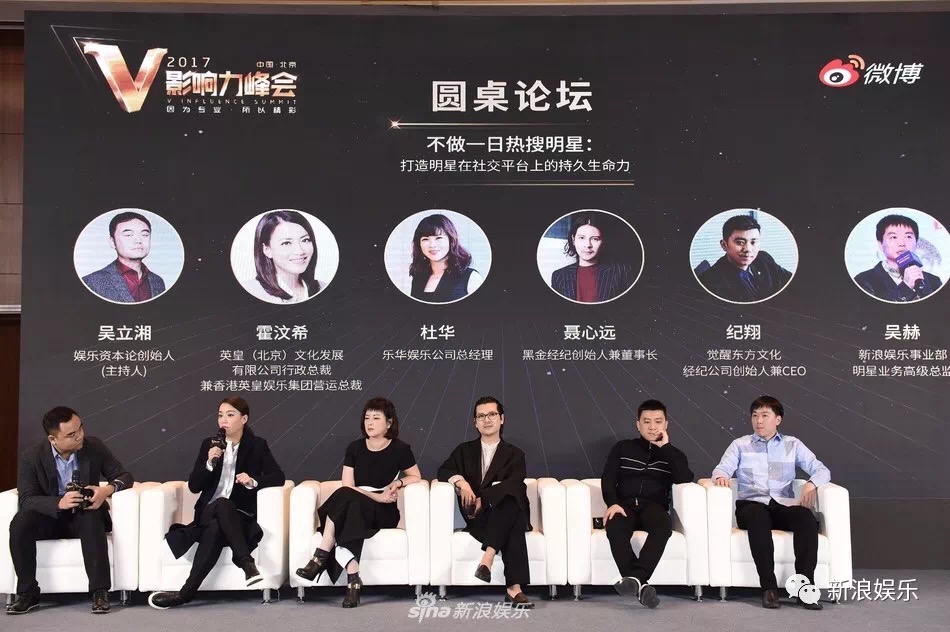 2017 中国·北京
V影响力峰会
V INFLUENCE SUMMIT
因为专业·所以精彩
微博
圆桌论坛
不做一日热搜明星：
打造明星在社交平台上的持久生命力
吴立湘
娱乐资本论创始人
(主持人)
霍汶希
英皇（北京）文化发展
有限公司行政总裁
兼香港英皇娱乐集团营运总裁
杜华
乐华娱乐公司总经理
聂心远
黑金经纪创始人兼董事长
纪翔
觉醒东方文化
经纪公司创始人兼CEO
吴赫
新浪娱乐事业部
明星业务高级总监
sina新浪娱乐
新浪娱乐